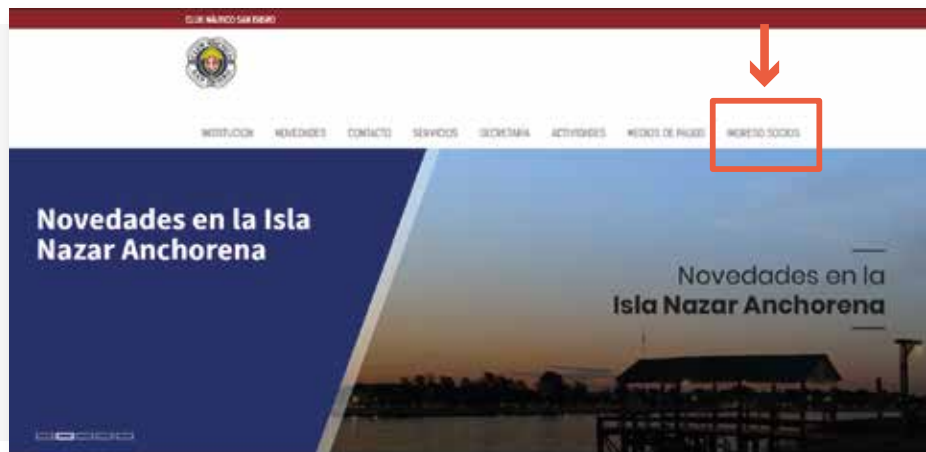 CLUB NÁUTICO SAN ISIDRO
INSTITUCION NOVEDADES CONTACTO SERVICIOS SECRETARIA ACTIVIDADES MEDIOS DE PAGOS INGRESO SOCIOS
Novedades en la Isla
Nazar Anchorena
Novedades en la
Isla Nazar Anchorena